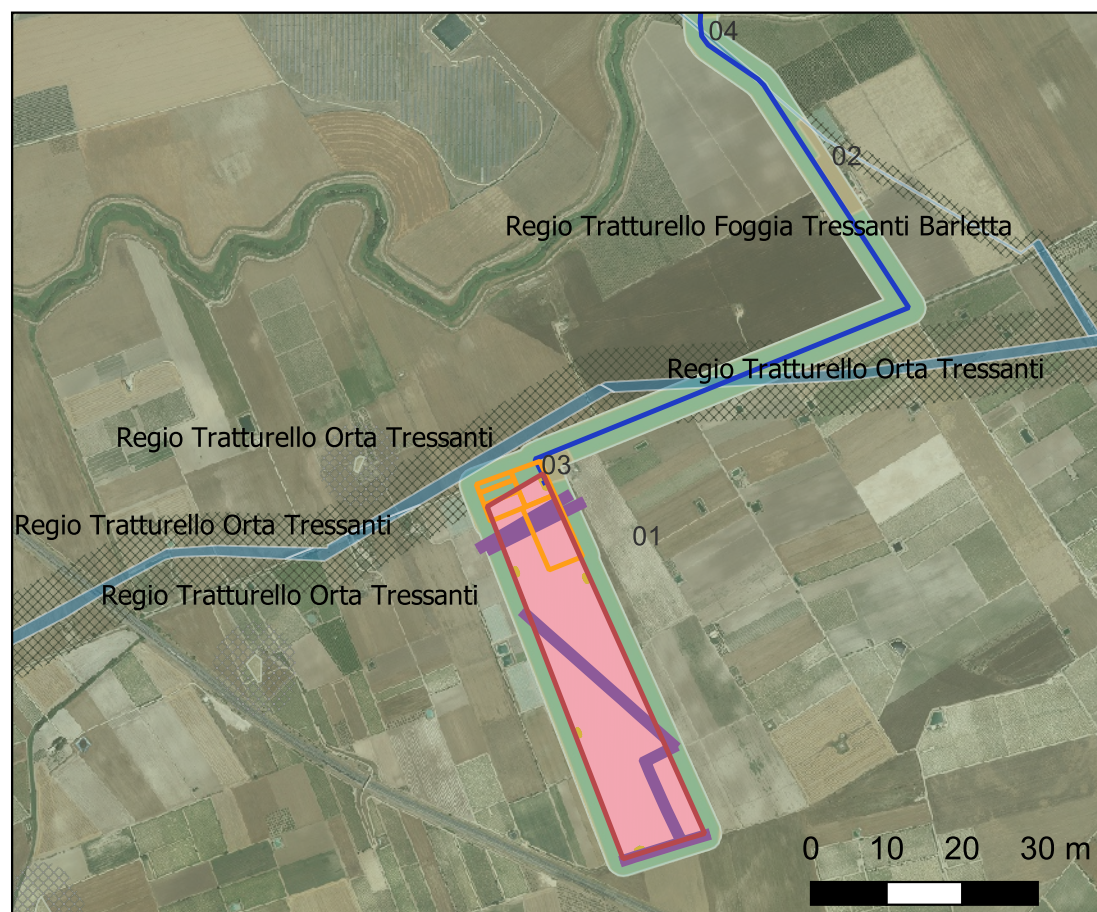 04
02
Regio Tratturello Foggia Tressanti Barletta
Regio Tratturello Orta Tressanti
Regio Tratturello Orta Tressanti
03
Regio Tratturello Orta Tressanti
01
Regio Tratturello Orta Tressanti
0 10 20 30 m